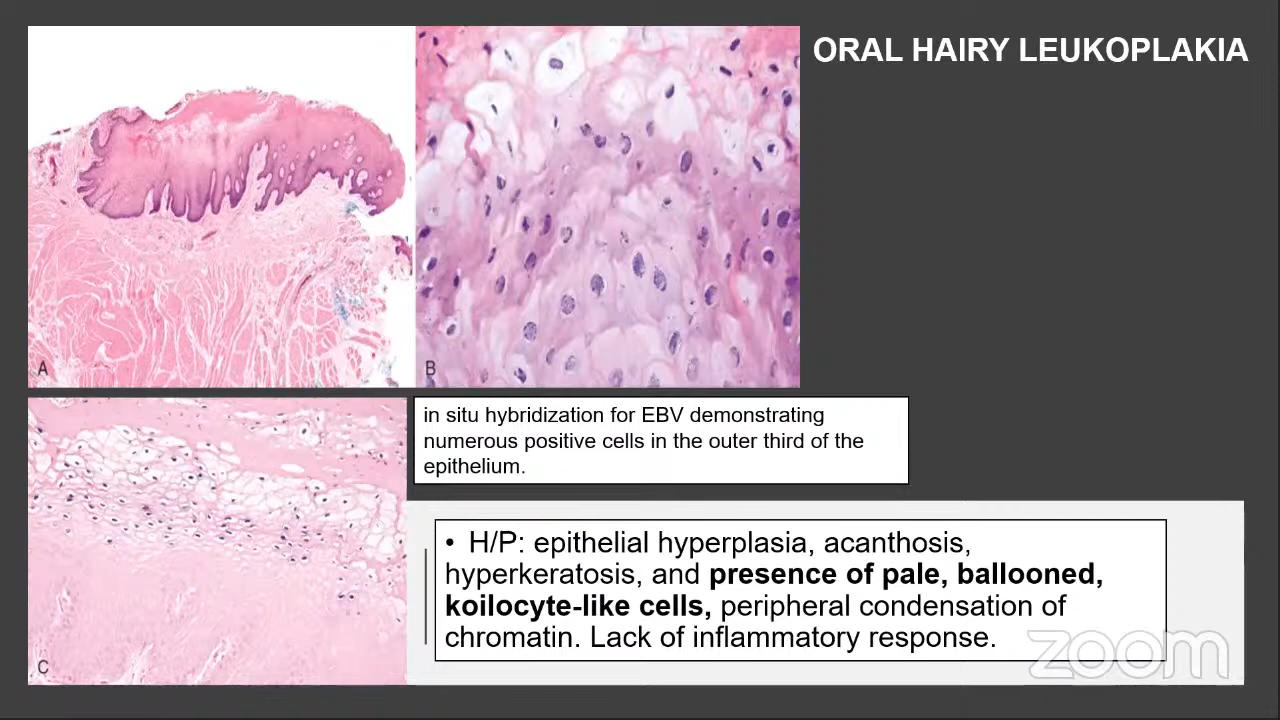 ORAL HAIRY LEUKOPLAKIA
A
B
in situ hybridization for EBV demonstrating
numerous positive cells in the outer third of the
epithelium.
• H/P: epithelial hyperplasia, acanthosis,
hyperkeratosis, and presence of pale, ballooned,
koilocyte-like cells, peripheral condensation of
chromatin. Lack of inflammatory response.
C
zoom